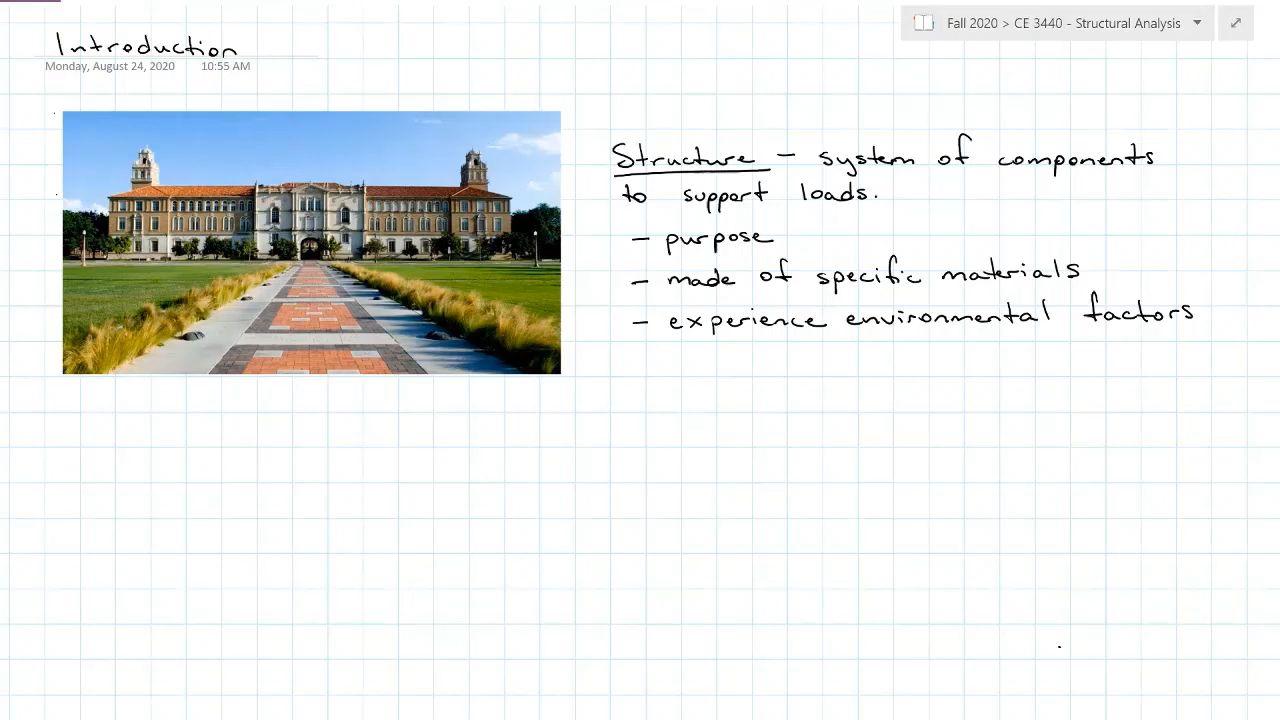 Fall 2020 > CE 3440 - Structural Analysis
Introduction
Monday, August 24, 2020 10:55 AM
Structure - system of components
to support loads.
- purpose
- made of specific materials
- experience environmental factors